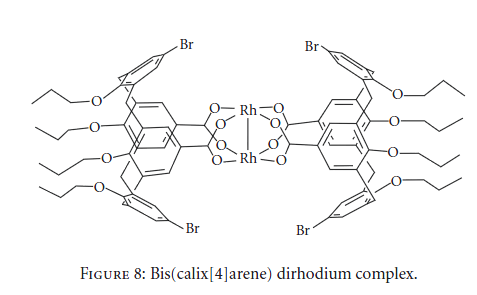 Br Br
O O
O Rh O
O O O O
O O
O O Rh O O
O O
Br Br
FIGURE 8: Bis(calix[4]arene) dirhodium complex.